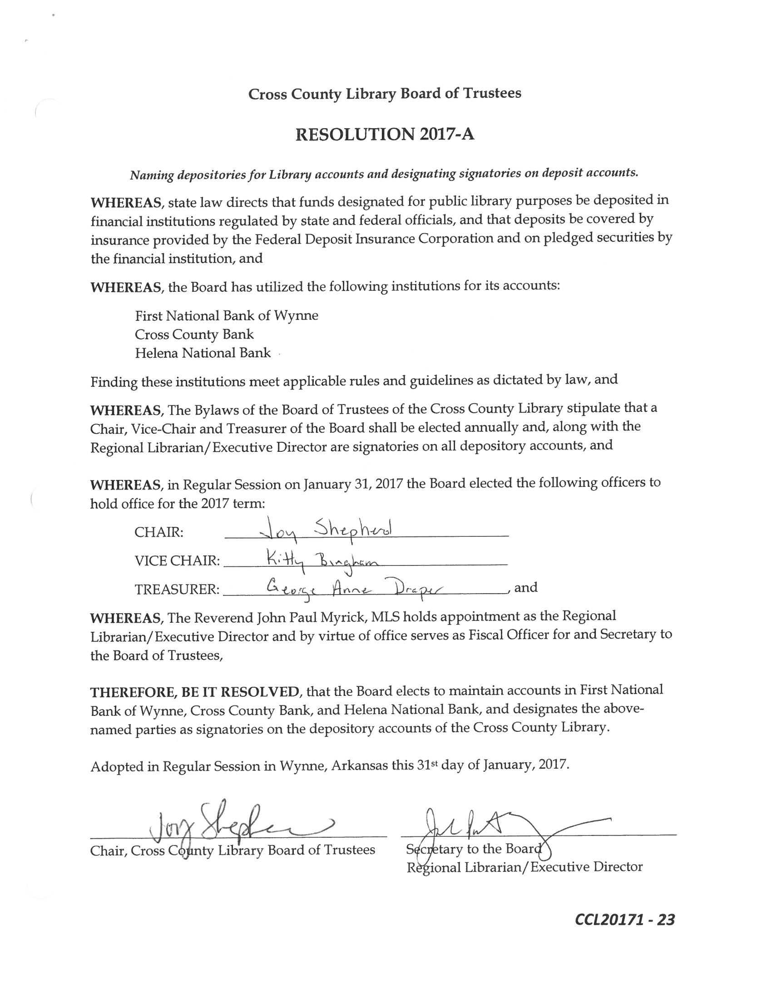 Cross County Library Board of Trustees
RESOLUTION 2017-A
Naming depositories for Library accounts and designating signatories on deposit accounts.
WHEREAS, state law directs that funds designated for public library purposes be deposited in
financial institutions regulated by state and federal officials, and that deposits be covered by
insurance provided by the Federal Deposit Insurance Corporation and on pledged securities by
the financial institution, and
WHEREAS, the Board has utilized the following institutions for its accounts:
First National Bank of Wynne
Cross County Bank
Helena National Bank
Finding these institutions meet applicable rules and guidelines as dictated by law, and
WHEREAS, The Bylaws of the Board of Trustees of the Cross County Library stipulate that a
Chair, Vice-Chair and Treasurer of the Board shall be elected annually and, along with the
Regional Librarian/Executive Director are signatories on all depository accounts, and
WHEREAS, in Regular Session on January 31, 2017 the Board elected the following officers to
hold office for the 2017 term:
CHAIR: Joy Shepherd
VICE CHAIR: Kitty Bingham
TREASURER: George Anne Draper, and
WHEREAS, The Reverend John Paul Myrick, MLS holds appointment as the Regional
Librarian/Executive Director and by virtue of office serves as Fiscal Officer for and Secretary to
the Board of Trustees,
THEREFORE, BE IT RESOLVED, that the Board elects to maintain accounts in First National
Bank of Wynne, Cross County Bank, and Helena National Bank, and designates the above-
named parties as signatories on the depository accounts of the Cross County Library.
Adopted in Regular Session in Wynne, Arkansas this 31st day of January, 2017.
Joy Shepherd
Chair, Cross County Library Board of Trustees
Secretary to the Board
Regional Librarian/Executive Director
CCL20171 - 23